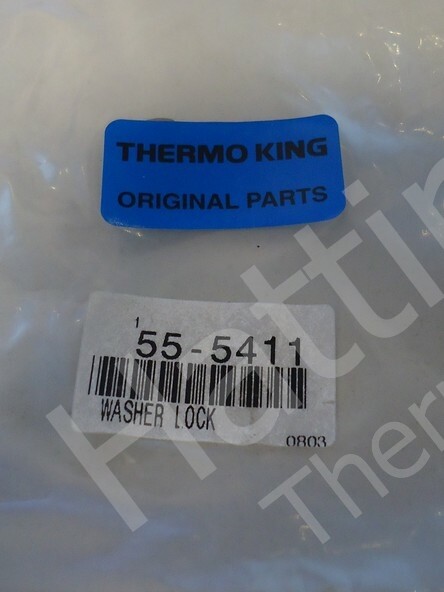 THERMO KING
ORIGINAL PARTS
1
55-5411
WASHER LOCK
0803